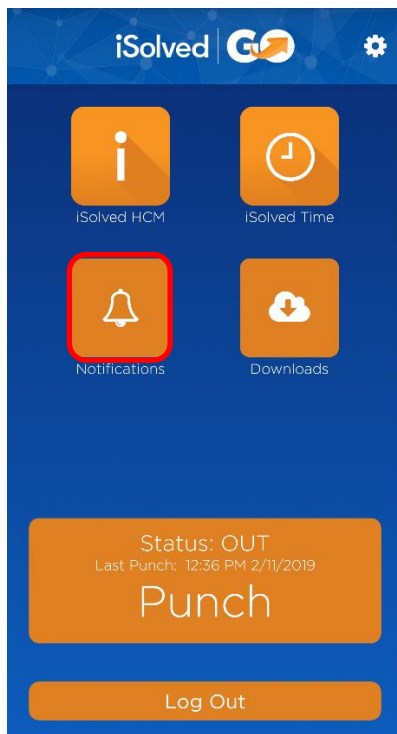 iSolved GO
iSolved HCM
iSolved Time
Notifications
Downloads
Status: OUT
Last Punch: 12:36 PM 2/11/2019
Punch
Log Out